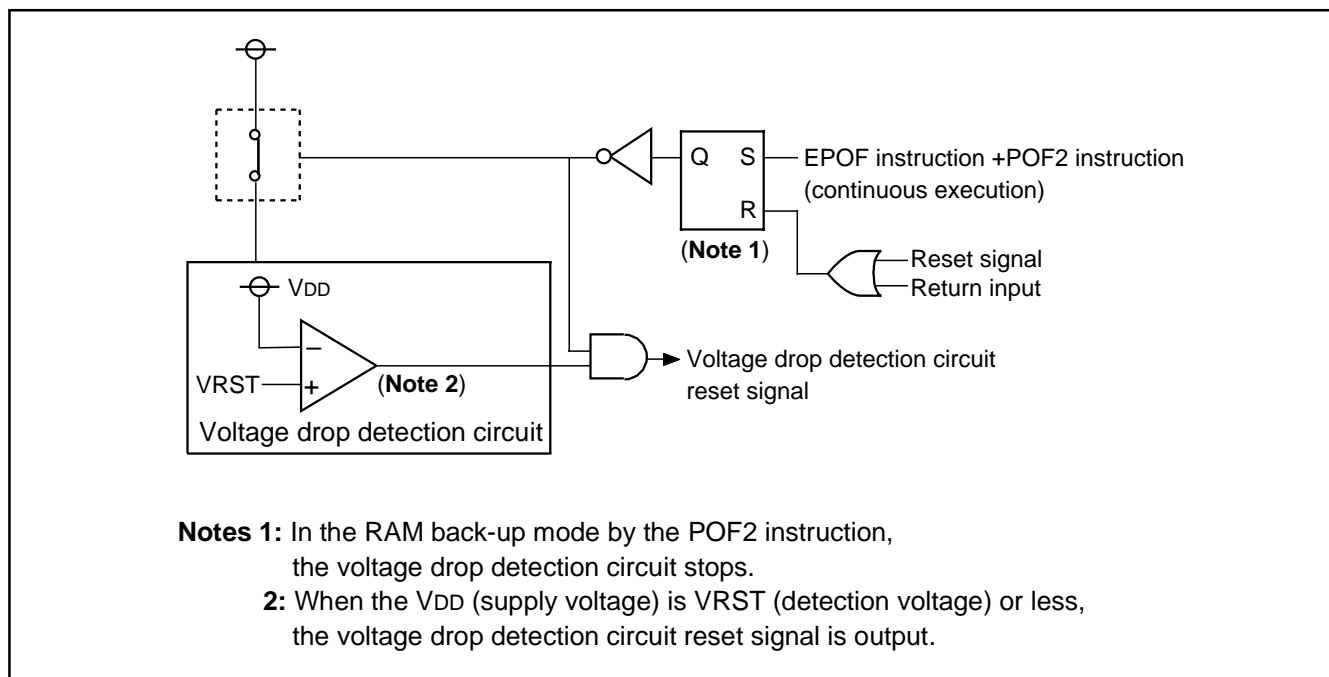 Q S EPOF instruction +POF2 instruction
(continuous execution)
R
(Note 1)
Reset signal
Return input
VDD
−
VRST + (Note 2)
Voltage drop detection circuit
Voltage drop detection circuit
reset signal
Notes 1: In the RAM back-up mode by the POF2 instruction,
the voltage drop detection circuit stops.
2: When the VDD (supply voltage) is VRST (detection voltage) or less,
the voltage drop detection circuit reset signal is output.